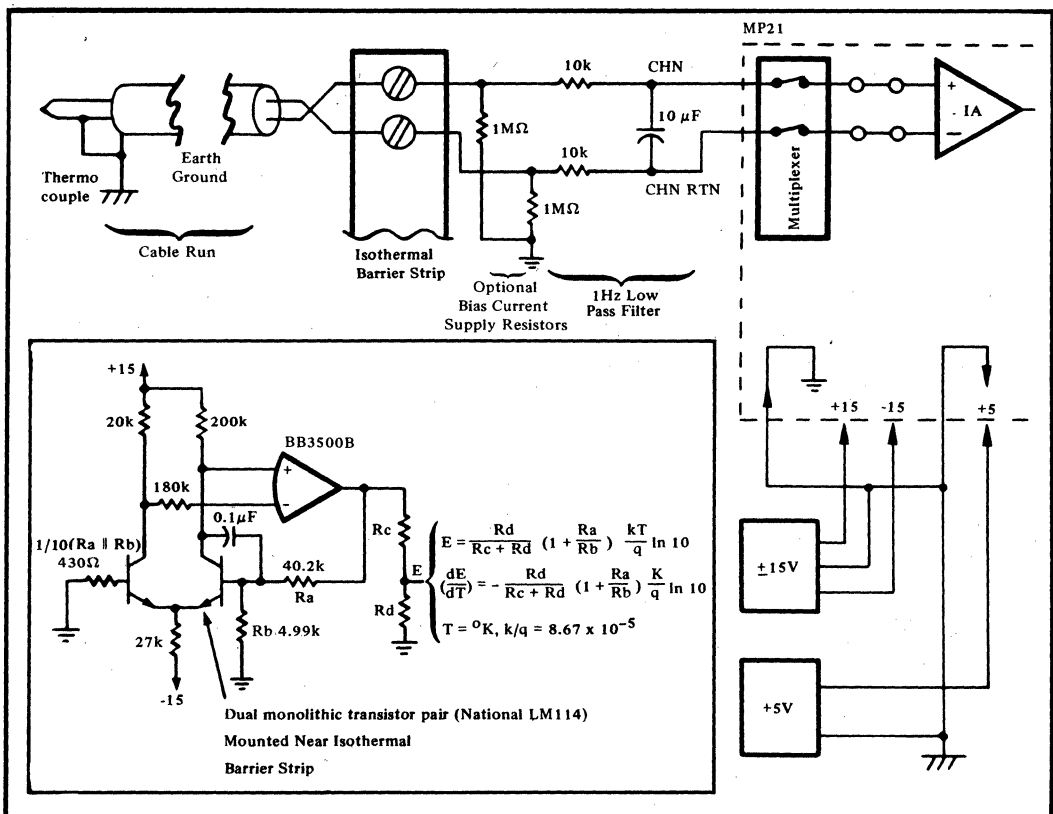 MP21
10k
CHN
10 μF
1MΩ
10k
CHN RTN
1MΩ
Multiplexer
+
IA
−
Earth
Ground
Thermo
couple
Cable Run
Isothermal
Barrier Strip
Optional
Bias Current
Supply Resistors
1Hz Low
Pass Filter
+15
-15
+5
±15V
+5V
+15
20k
200k
BB3500B
+
-
180k
0.1μF
1/10(Ra ∥ Rb)
430Ω
40.2k
Ra
Rb 4.99k
27k
-15
Rc
E
Rd
E = Rd/(Rc + Rd) (1 + Ra/Rb) kT/q ln 10
(dE/dT) = - Rd/(Rc + Rd) (1 + Ra/Rb) K/q ln 10
T = °K, k/q = 8.67 x 10⁻⁵
Dual monolithic transistor pair (National LM114)
Mounted Near Isothermal
Barrier Strip